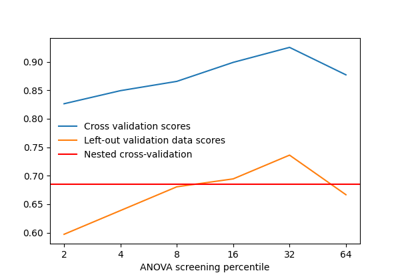 0.90
0.85
0.80
0.75
0.70
0.65
0.60
Cross validation scores
Left-out validation data scores
Nested cross-validation
2 4 8 16 32 64
ANOVA screening percentile